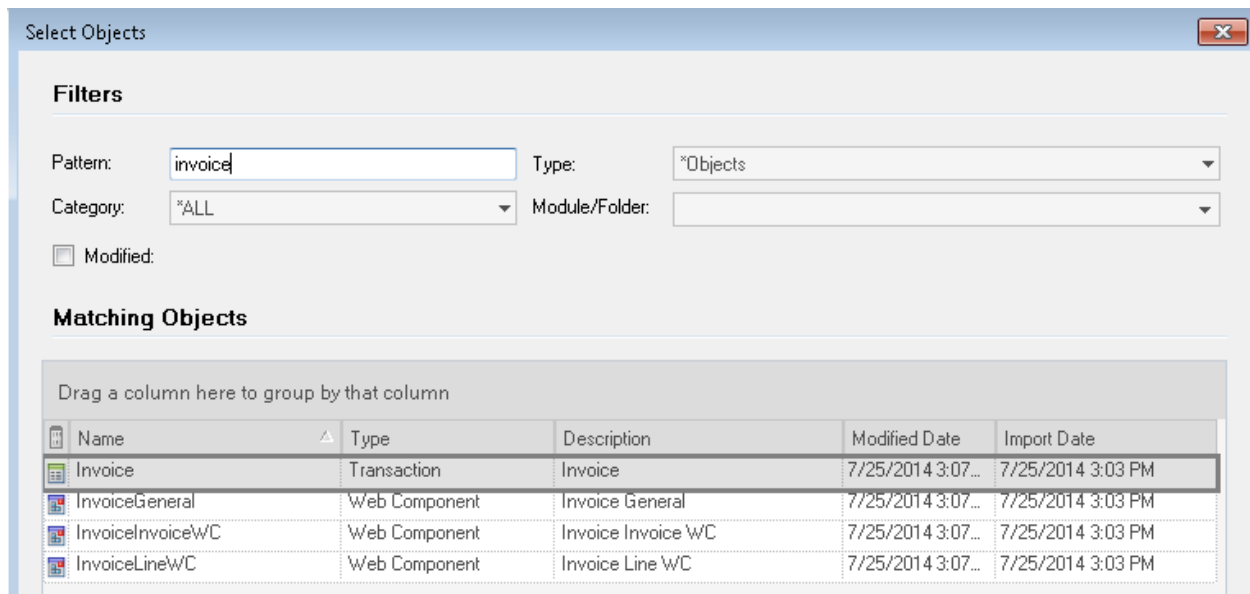 Select Objects
Filters
Pattern: invoice Type: *Objects
Category: *ALL Module/Folder:
Modified:
Matching Objects
Drag a column here to group by that column
Name Type Description Modified Date Import Date
Invoice Transaction Invoice 7/25/2014 3:07... 7/25/2014 3:03 PM
InvoiceGeneral Web Component Invoice General 7/25/2014 3:07... 7/25/2014 3:03 PM
InvoiceInvoiceWC Web Component Invoice Invoice WC 7/25/2014 3:07... 7/25/2014 3:03 PM
InvoiceLineWC Web Component Invoice Line WC 7/25/2014 3:07... 7/25/2014 3:03 PM